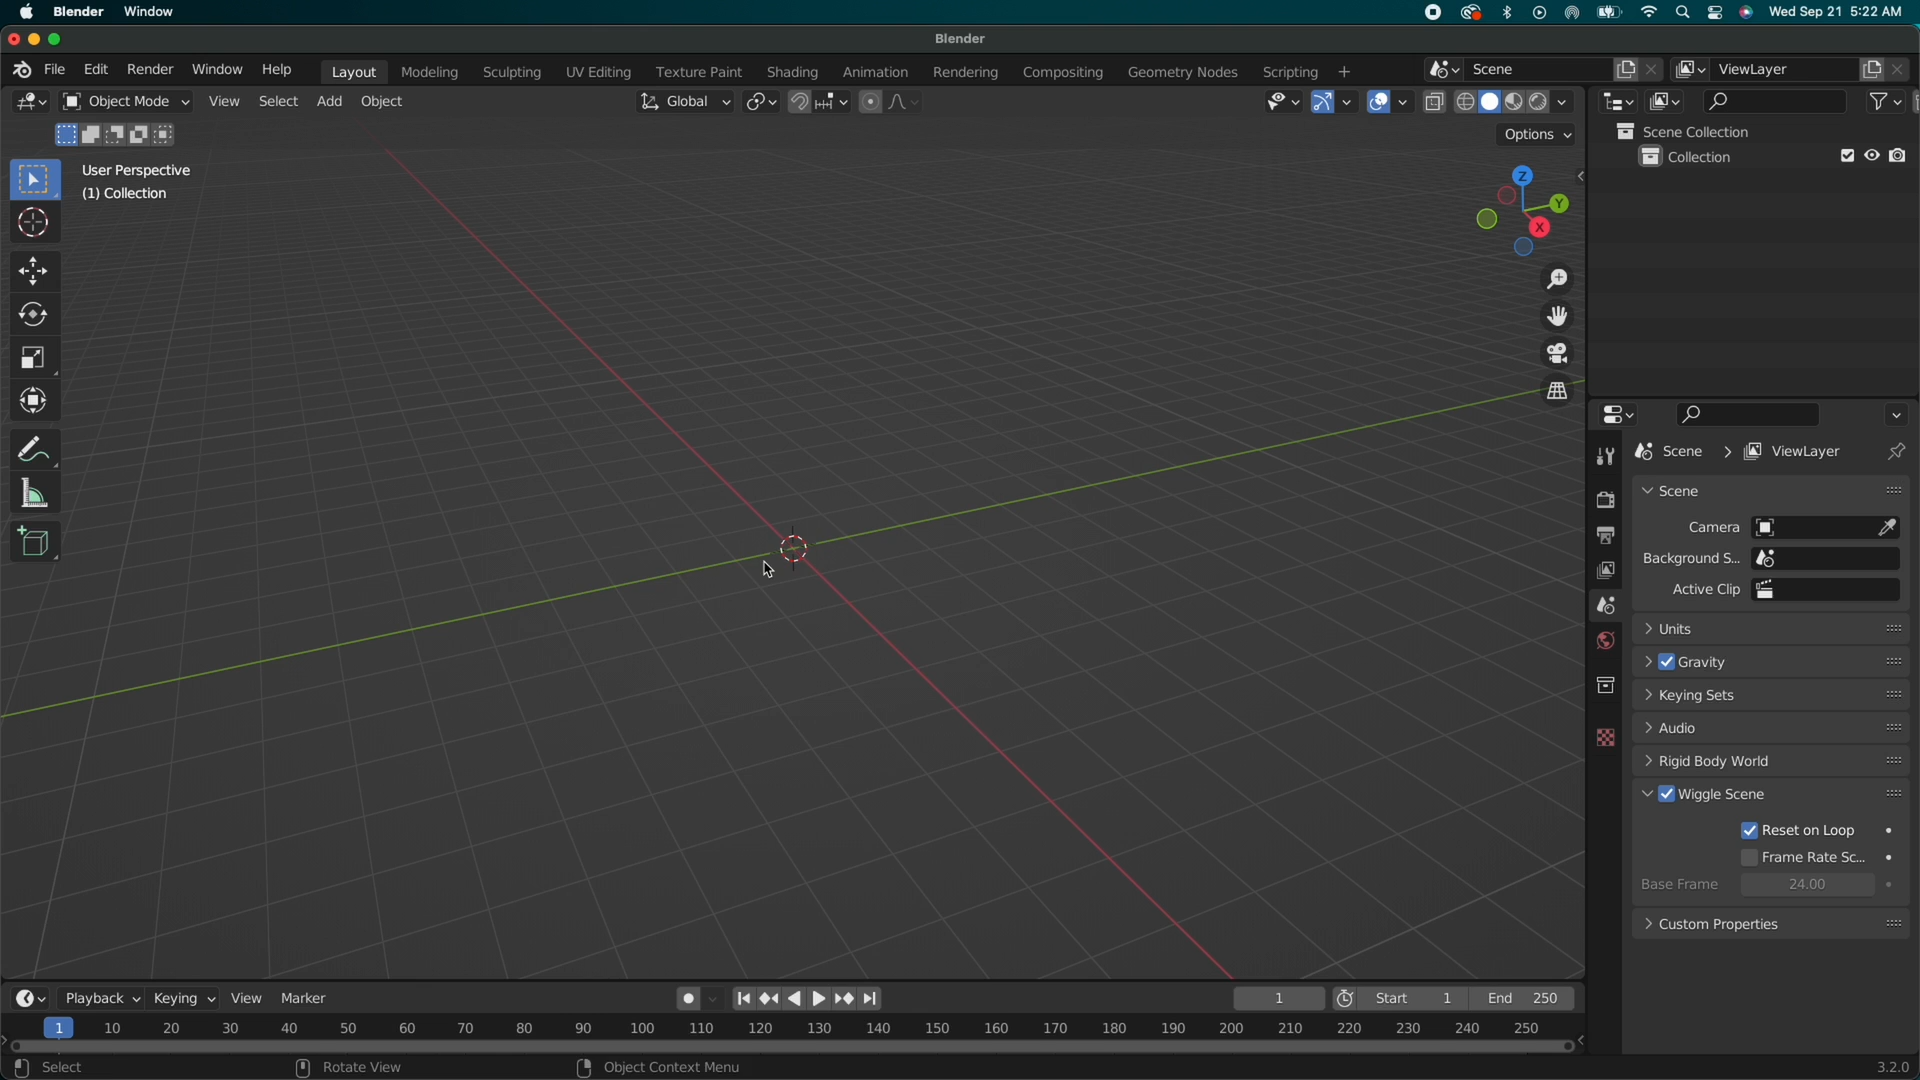 Blender Window Wed Sep 21 5:22 AM
Blender
File Edit Render Window Help Layout Modeling Sculpting UV Editing Texture Paint Shading Animation Rendering Compositing Geometry Nodes Scripting + Scene ViewLayer
Object Mode View Select Add Object Global
Options
User Perspective
(1) Collection
Z
Y
X
Scene Collection
Collection
Scene > ViewLayer
Scene
Camera
Background S...
Active Clip
Units
Gravity
Keying Sets
Audio
Rigid Body World
Wiggle Scene
Reset on Loop
Frame Rate Sc...
Base Frame 24.00
Custom Properties
Playback Keying View Marker 1 Start 1 End 250
1 10 20 30 40 50 60 70 80 90 100 110 120 130 140 150 160 170 180 190 200 210 220 230 240 250
Select Rotate View Object Context Menu 3.2.0